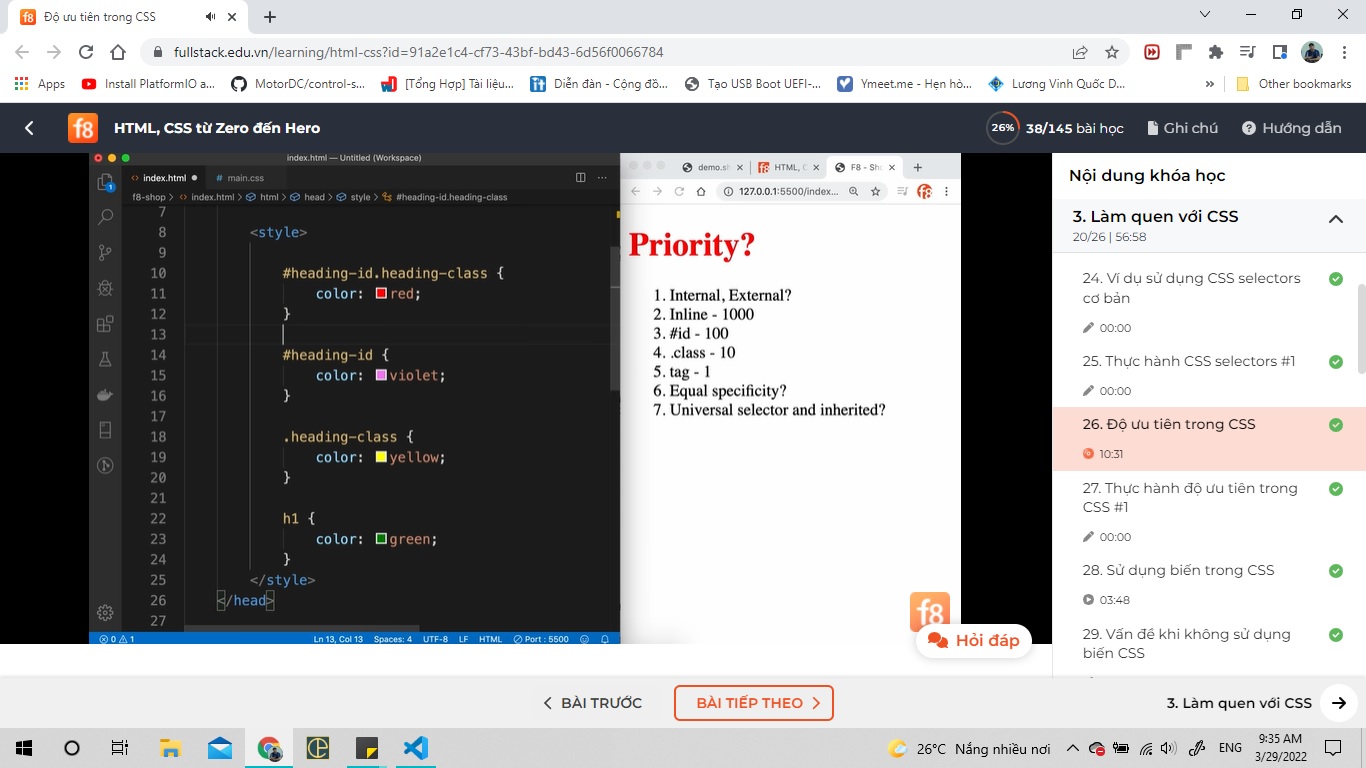 f8 Độ ưu tiên trong CSS
fullstack.edu.vn/learning/html-css?id=91a2e1c4-cf73-43bf-bd43-6d56f0066784
Apps Install PlatformIO a... MotorDC/control-s... [Tổng Hợp] Tài liệu... Diễn đàn - Cộng đồ... Tạo USB Boot UEFI-... Ymeet.me - Hẹn hò... Lương Vinh Quốc D... » Other bookmarks
f8 HTML, CSS từ Zero đến Hero 26% 38/145 bài học Ghi chú Hướng dẫn
index.html — Untitled (Workspace)
index.html # main.css
f8-shop > index.html > html > head > style > #heading-id.heading-class
7
8 <style>
9
10 #heading-id.heading-class {
11 color: red;
12 }
13
14 #heading-id {
15 color: violet;
16 }
17
18 .heading-class {
19 color: yellow;
20 }
21
22 h1 {
23 color: green;
24 }
25 </style>
26 </head>
27
0 1 Ln 13, Col 13 Spaces: 4 UTF-8 LF HTML Port : 5500
demo.sh HTML, C F8 - Sho
127.0.0.1:5500/index...
Priority?
1. Internal, External?
2. Inline - 1000
3. #id - 100
4. .class - 10
5. tag - 1
6. Equal specificity?
7. Universal selector and inherited?
f8
Hỏi đáp
Nội dung khóa học
3. Làm quen với CSS
20/26 | 56:58
24. Ví dụ sử dụng CSS selectors
cơ bản
00:00
25. Thực hành CSS selectors #1
00:00
26. Độ ưu tiên trong CSS
10:31
27. Thực hành độ ưu tiên trong
CSS #1
00:00
28. Sử dụng biến trong CSS
03:48
29. Vấn đề khi không sử dụng
biến CSS
BÀI TRƯỚC BÀI TIẾP THEO 3. Làm quen với CSS
26°C Nắng nhiều nơi ENG 9:35 AM
3/29/2022